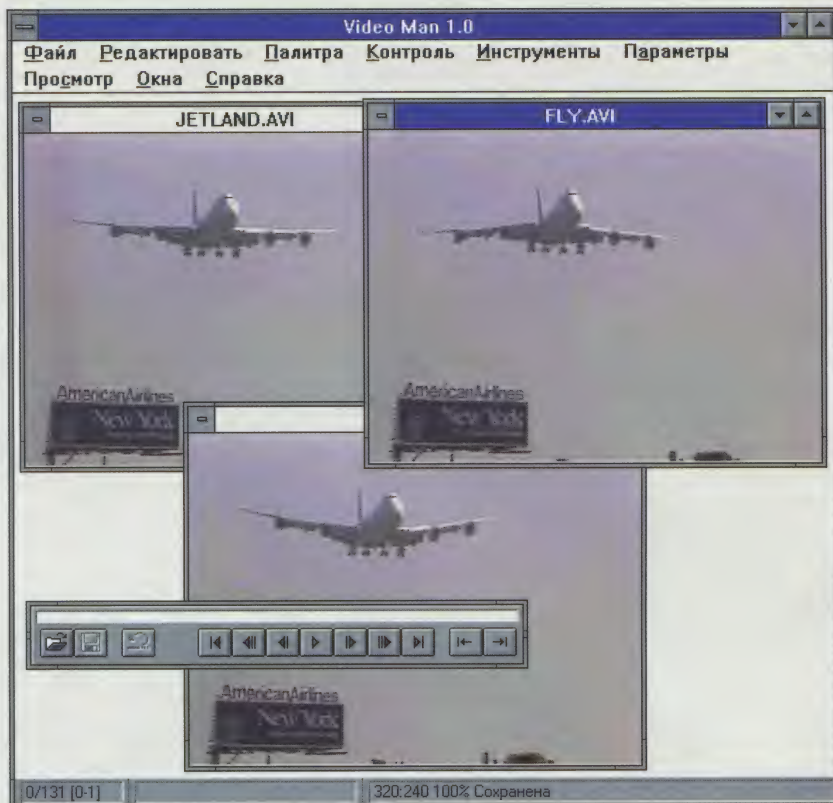 Video Man 1.0
Файл Редактировать Палитра Контроль Инструменты Параметры
Просмотр Окна Справка
JETLAND.AVI
FLY.AVI
AmericanAirlines
New York
AmericanAirlines
New York
AmericanAirlines
New York
0/131 [0-1]
320:240 100% Сохранена